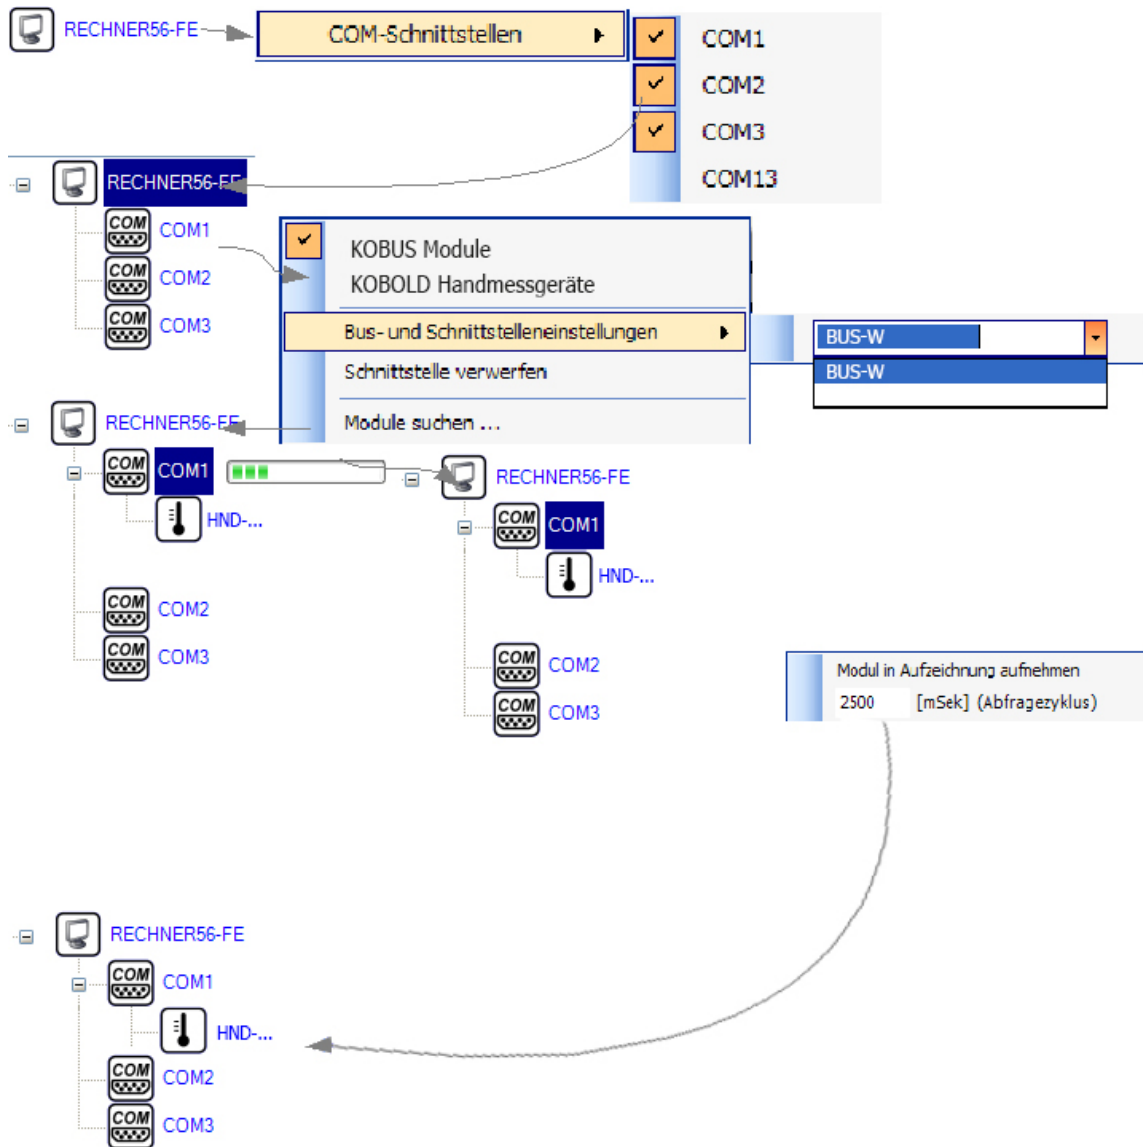 RECHNER56-FE
COM-Schnittstellen
COM1
COM2
COM3
COM13
RECHNER56-FE
COM COM1
COM COM2
COM COM3
KOBUS Module
KOBOLD Handmessgeräte
Bus- und Schnittstelleneinstellungen
Schnittstelle verwerfen
Module suchen ...
BUS-W
BUS-W
RECHNER56-FE
COM COM1
HND-...
COM COM2
COM COM3
RECHNER56-FE
COM COM1
HND-...
COM COM2
COM COM3
Modul in Aufzeichnung aufnehmen
2500 [mSek] (Abfragezyklus)
RECHNER56-FE
COM COM1
HND-...
COM COM2
COM COM3